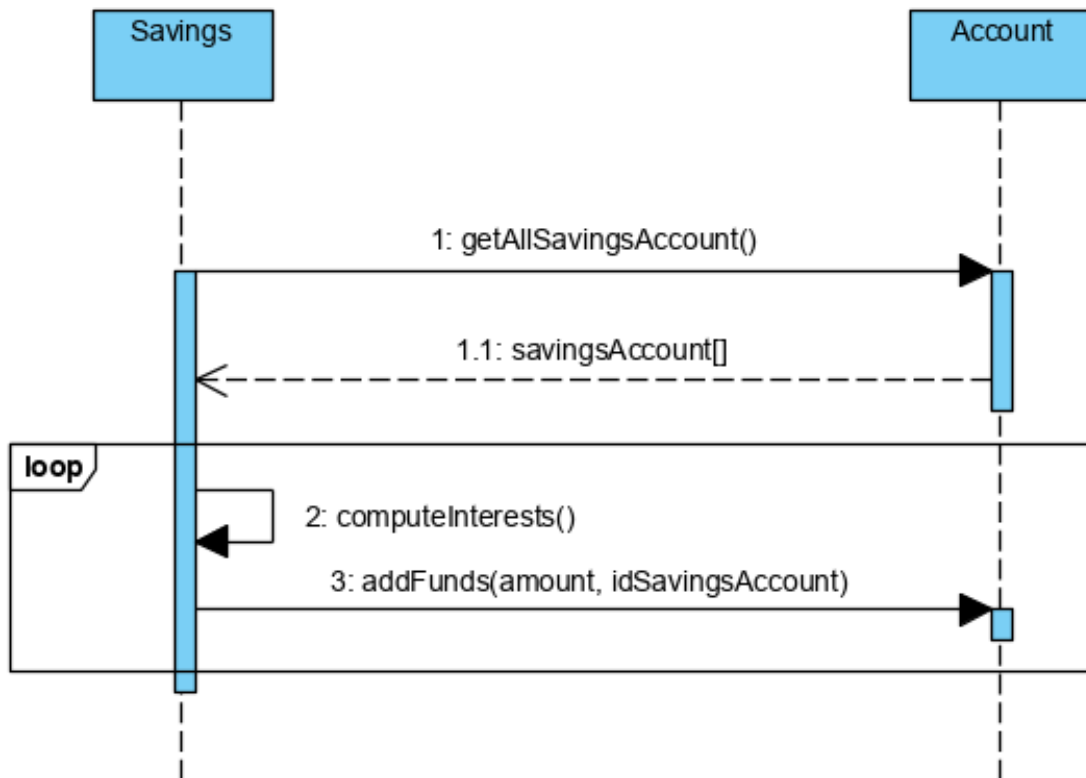 Savings
Account
1: getAllSavingsAccount()
1.1: savingsAccount[]
loop
2: computeInterests()
3: addFunds(amount, idSavingsAccount)